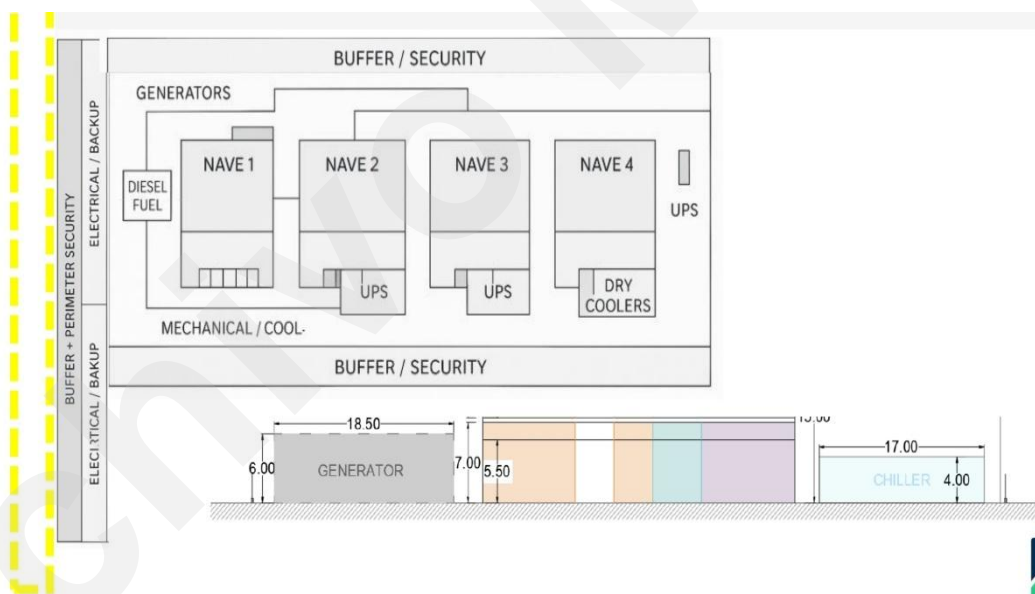 BUFFER / SECURITY
GENERATORS
NAVE 1
NAVE 2
NAVE 3
NAVE 4
DIESEL
FUEL
UPS
UPS
UPS
DRY
COOLERS
MECHANICAL / COOL-
BUFFER / SECURITY
BUFFER + PERIMETER SECURITY
ELECTRICAL / BACKUP
18.50
6.00
GENERATOR
7.00
5.50
17.00
CHILLER
4.00